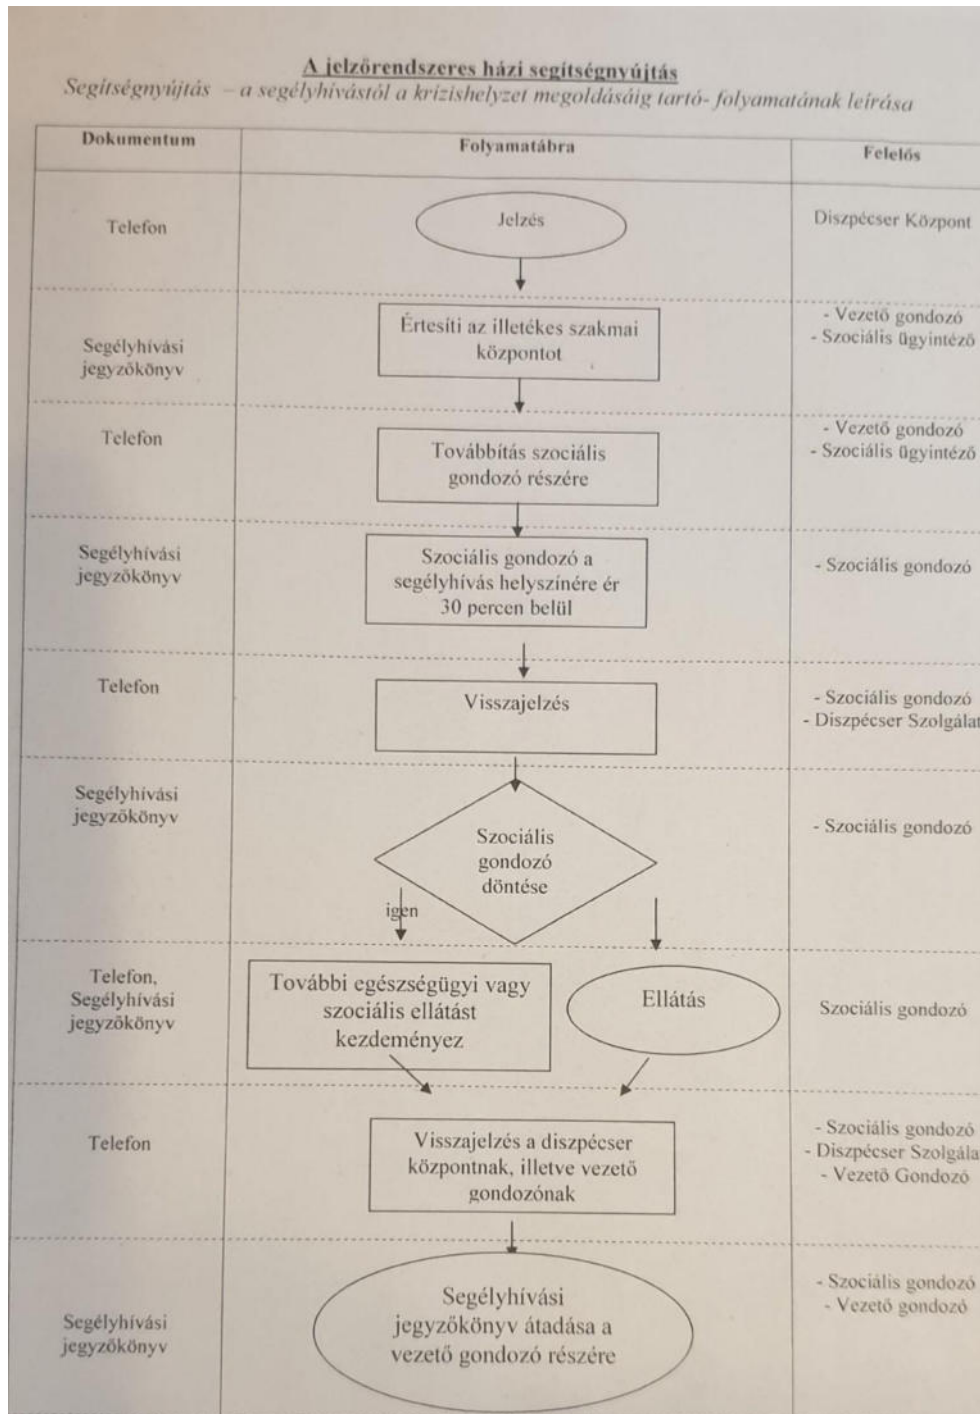 A jelzőrendszeres házi segítségnyújtás
Segítségnyújtás – a segélyhívástól a krízishelyzet megoldásáig tartó- folyamatának leírása
Dokumentum
Folyamatábra
Felelős
Telefon
Jelzés
Diszpécser Központ
Segélyhívási
jegyzőkönyv
Értesíti az illetékes szakmai
központot
- Vezető gondozó
- Szociális ügyintéző
Telefon
Továbbítás szociális
gondozó részére
- Vezető gondozó
- Szociális ügyintéző
Segélyhívási
jegyzőkönyv
Szociális gondozó a
segélyhívás helyszínére ér
30 percen belül
- Szociális gondozó
Telefon
Visszajelzés
- Szociális gondozó
- Diszpécser Szolgálat
Segélyhívási
jegyzőkönyv
Szociális
gondozó
döntése
igen
- Szociális gondozó
Telefon,
Segélyhívási
jegyzőkönyv
További egészségügyi vagy
szociális ellátást
kezdeményez
Ellátás
Szociális gondozó
Telefon
Visszajelzés a diszpécser
központnak, illetve vezető
gondozónak
- Szociális gondozó
- Diszpécser Szolgála
- Vezető Gondozó
Segélyhívási
jegyzőkönyv
Segélyhívási
jegyzőkönyv átadása a
vezető gondozó részére
- Szociális gondozó
- Vezető gondozó